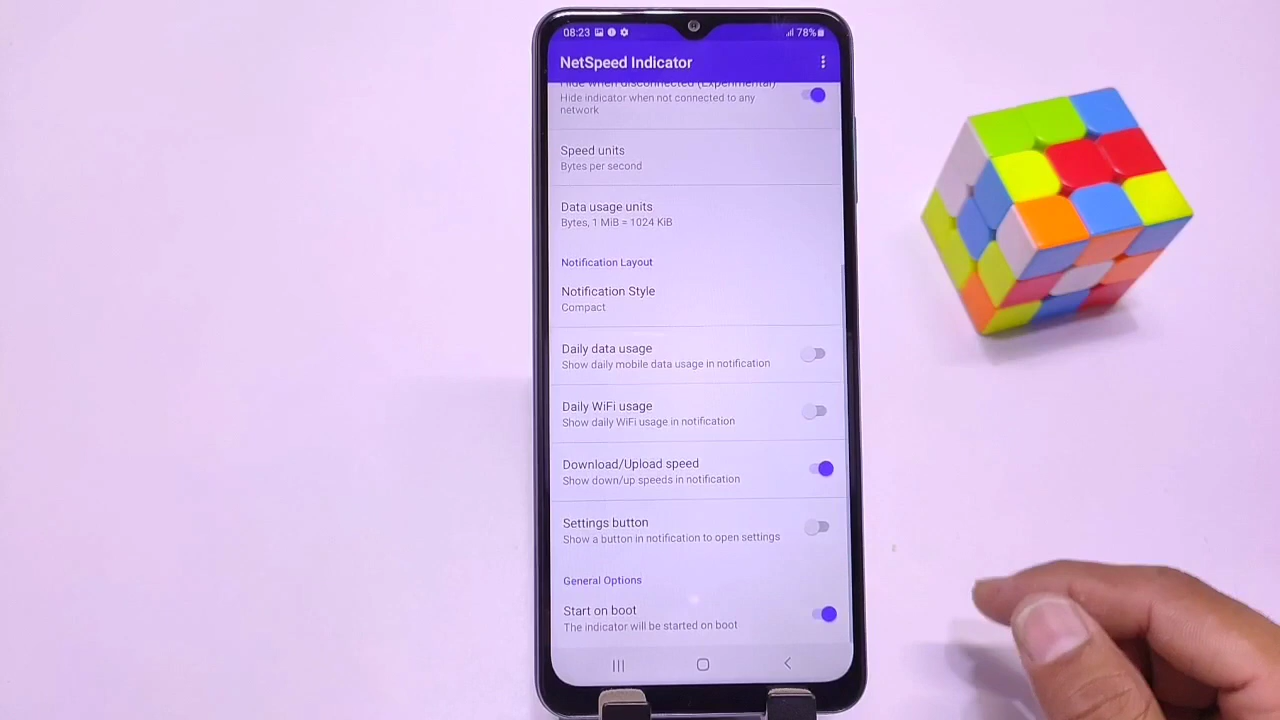 08:23
78%
NetSpeed Indicator
Hide when disconnected (Experimental)
Hide indicator when not connected to any
network
Speed units
Bytes per second
Data usage units
Bytes, 1 MiB = 1024 KiB
Notification Layout
Notification Style
Compact
Daily data usage
Show daily mobile data usage in notification
Daily WiFi usage
Show daily WiFi usage in notification
Download/Upload speed
Show down/up speeds in notification
Settings button
Show a button in notification to open settings
General Options
Start on boot
The indicator will be started on boot